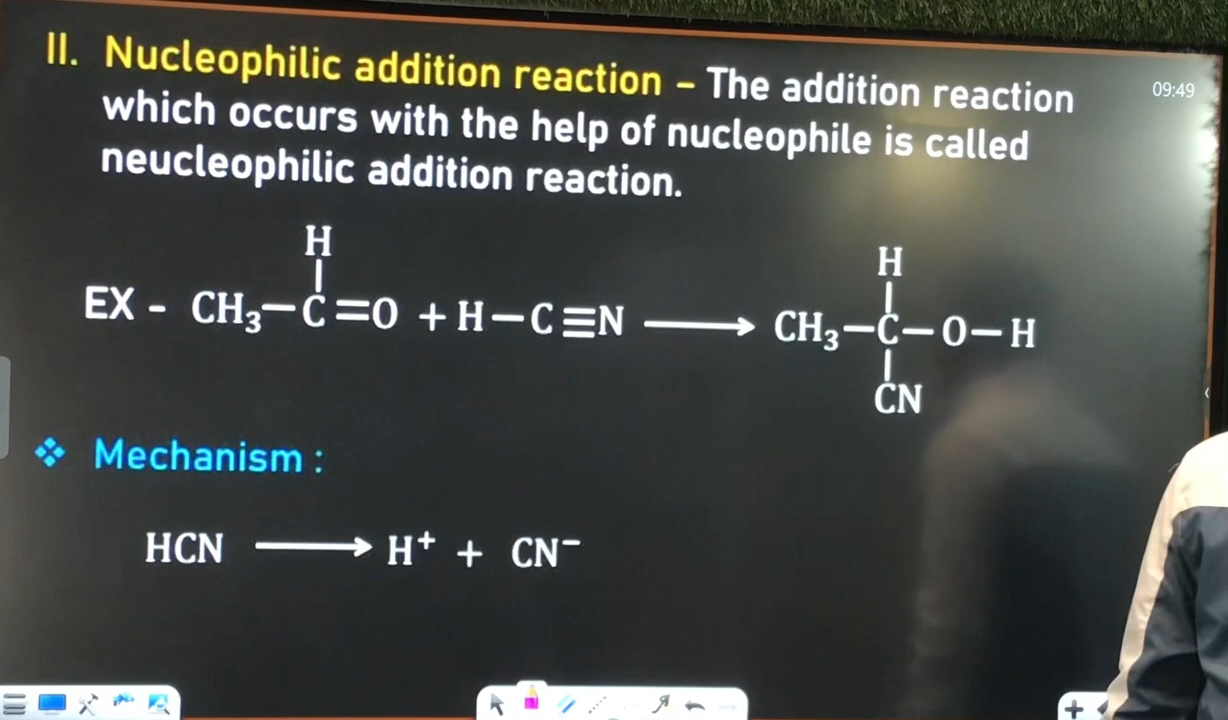 II. Nucleophilic addition reaction – The addition reaction
09:49
which occurs with the help of nucleophile is called
neucleophilic addition reaction.
H
H
EX - CH₃—C=O + H—C≡N ⟶ CH₃—C—O—H
CN
❖ Mechanism :
HCN ⟶ H⁺ + CN⁻